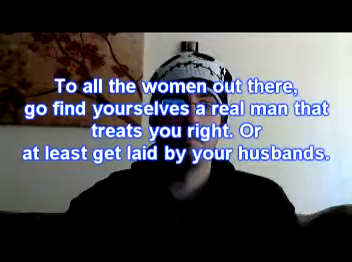 To all the women out there,
go find yourselves a real man that
treats you right. Or
at least get laid by your husbands.